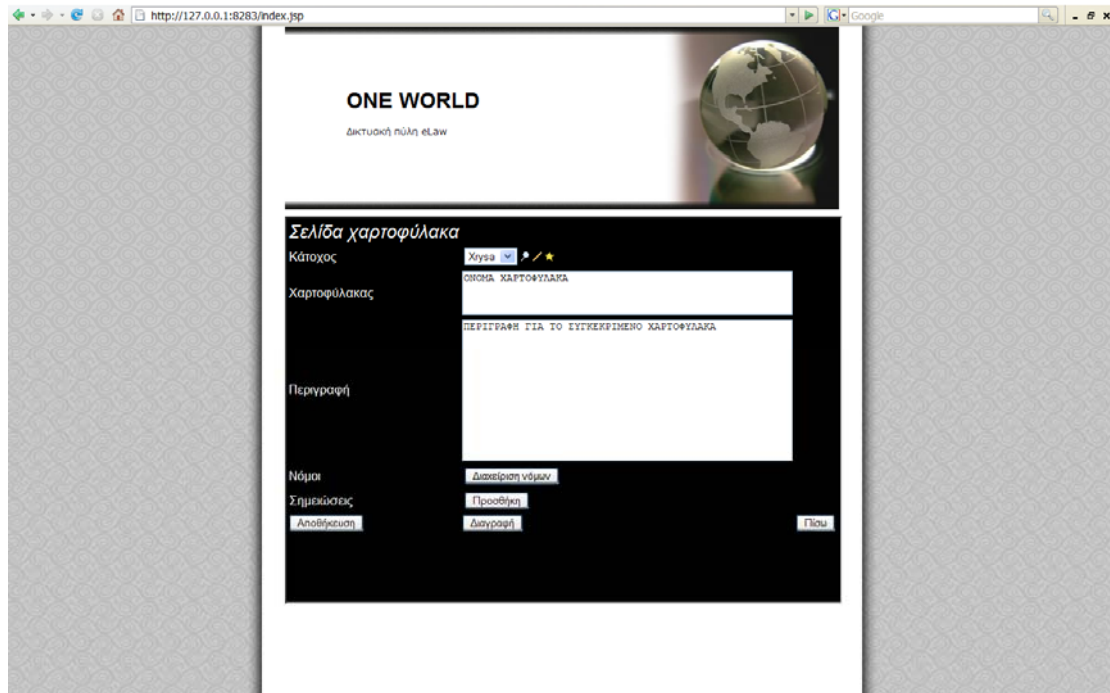 http://127.0.0.1:8283/index.jsp
Google
ONE WORLD
Δικτυακή πύλη eLaw
Σελίδα χαρτοφύλακα
Κάτοχος Xrysa
Χαρτοφύλακας ΟΝΟΜΑ ΧΑΡΤΟΦΥΛΑΚΑ
ΠΕΡΙΓΡΑΦΗ ΓΙΑ ΤΟ ΣΥΓΚΕΚΡΙΜΕΝΟ ΧΑΡΤΟΦΥΛΑΚΑ
Περιγραφή
Νόμοι Διαχείριση νόμων
Σημειώσεις Προσθήκη
Αποθήκευση Διαγραφή Πίσω